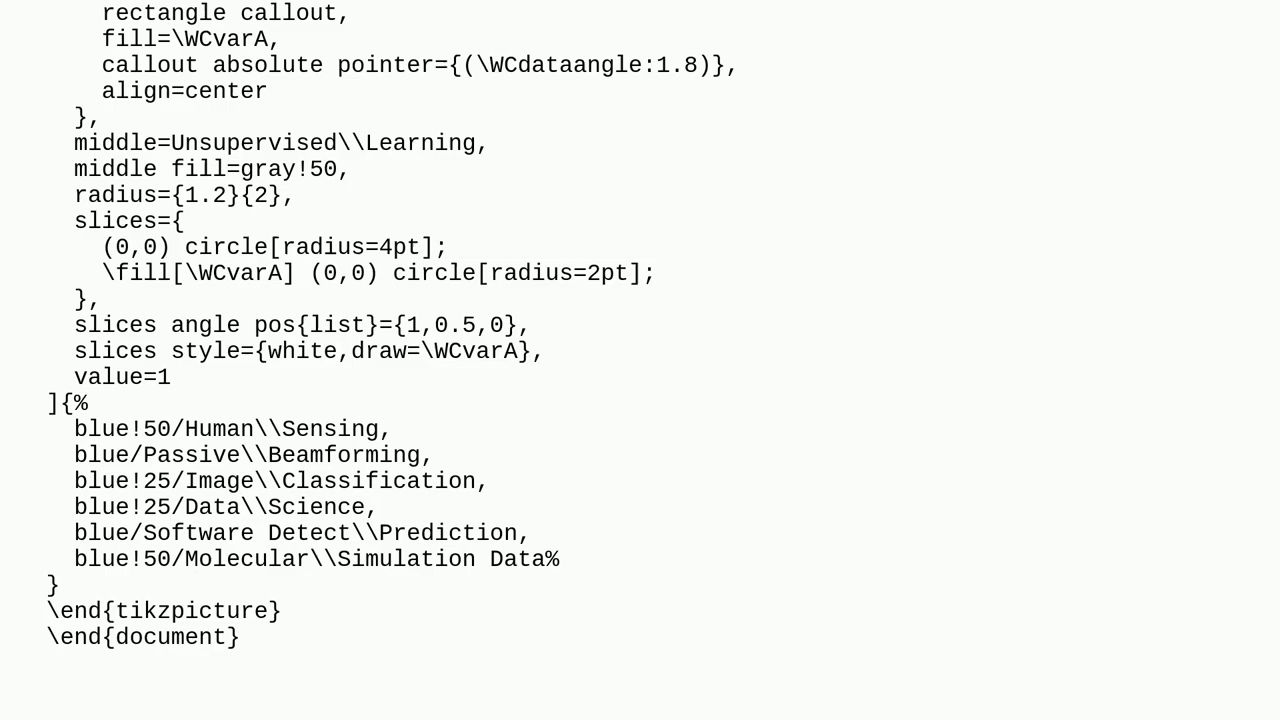 rectangle callout,
    fill=\WCvarA,
    callout absolute pointer={(\WCdataangle:1.8)},
    align=center
  },
  middle=Unsupervised\\Learning,
  middle fill=gray!50,
  radius={1.2}{2},
  slices={
    (0,0) circle[radius=4pt];
    \fill[\WCvarA] (0,0) circle[radius=2pt];
  },
  slices angle pos{list}={1,0.5,0},
  slices style={white,draw=\WCvarA},
  value=1
]{%
  blue!50/Human\\Sensing,
  blue/Passive\\Beamforming,
  blue!25/Image\\Classification,
  blue!25/Data\\Science,
  blue/Software Detect\\Prediction,
  blue!50/Molecular\\Simulation Data%
}
\end{tikzpicture}
\end{document}